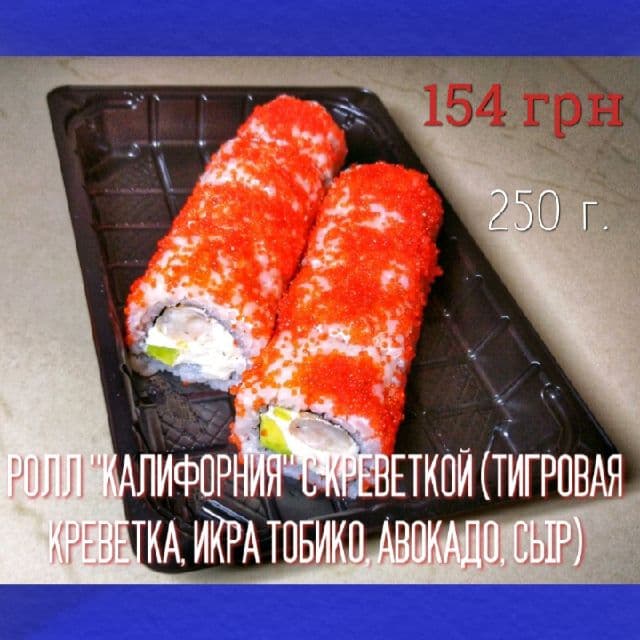 154 грн
250 г.
РОЛЛ "КАЛИФОРНИЯ" С КРЕВЕТКОЙ (ТИГРОВАЯ
КРЕВЕТКА, ИКРА ТОБИКО, АВОКАДО, СЫР)